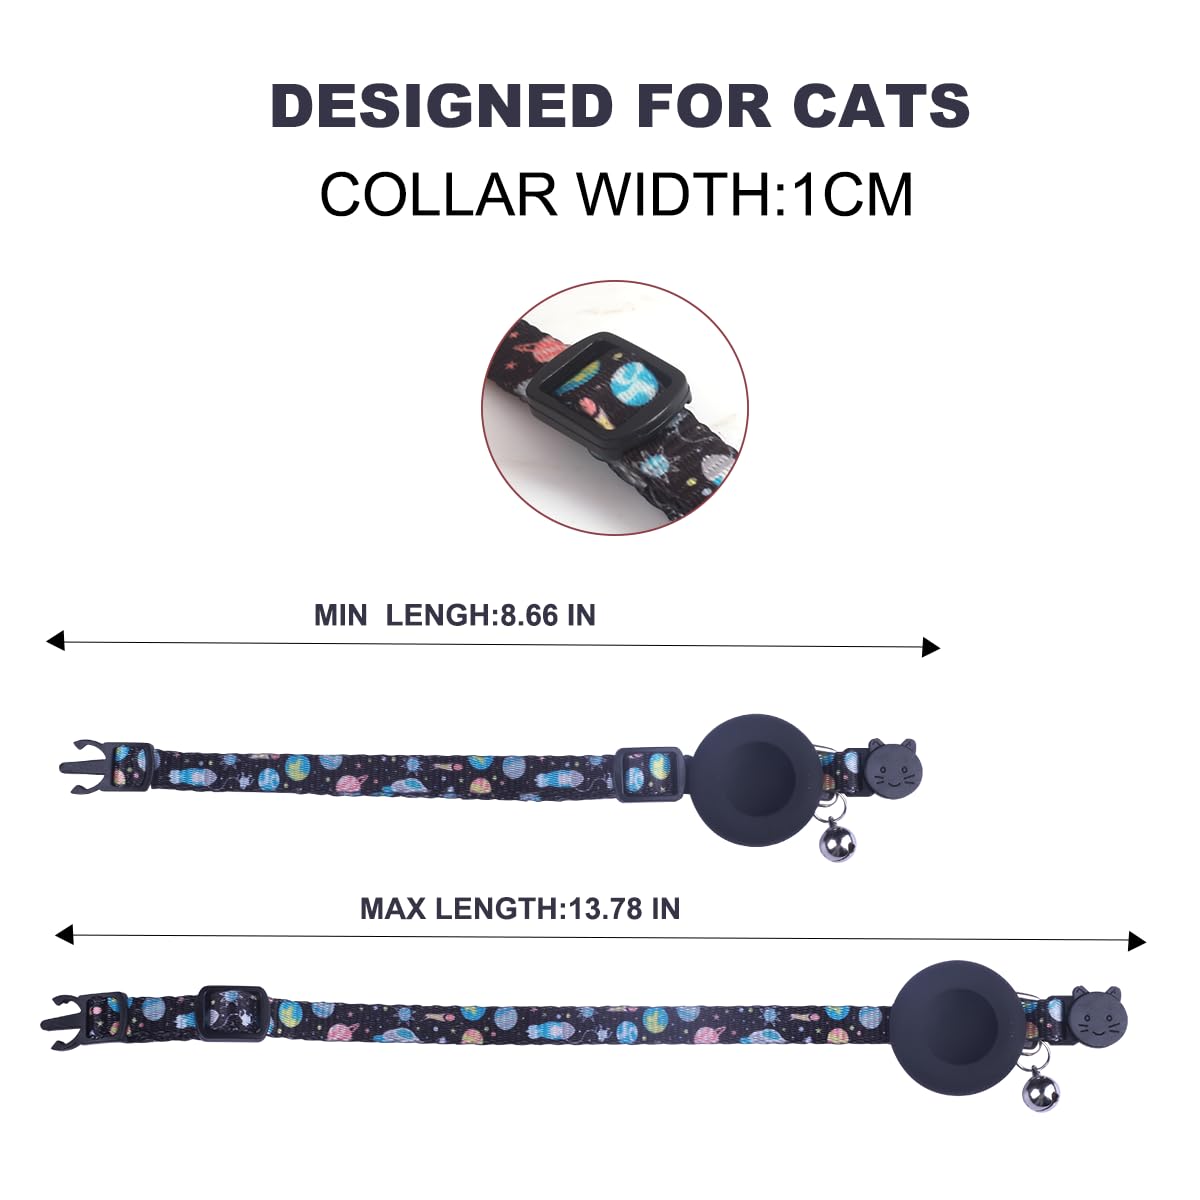 DESIGNED FOR CATS
COLLAR WIDTH:1CM
MIN LENGH:8.66 IN
MAX LENGTH:13.78 IN